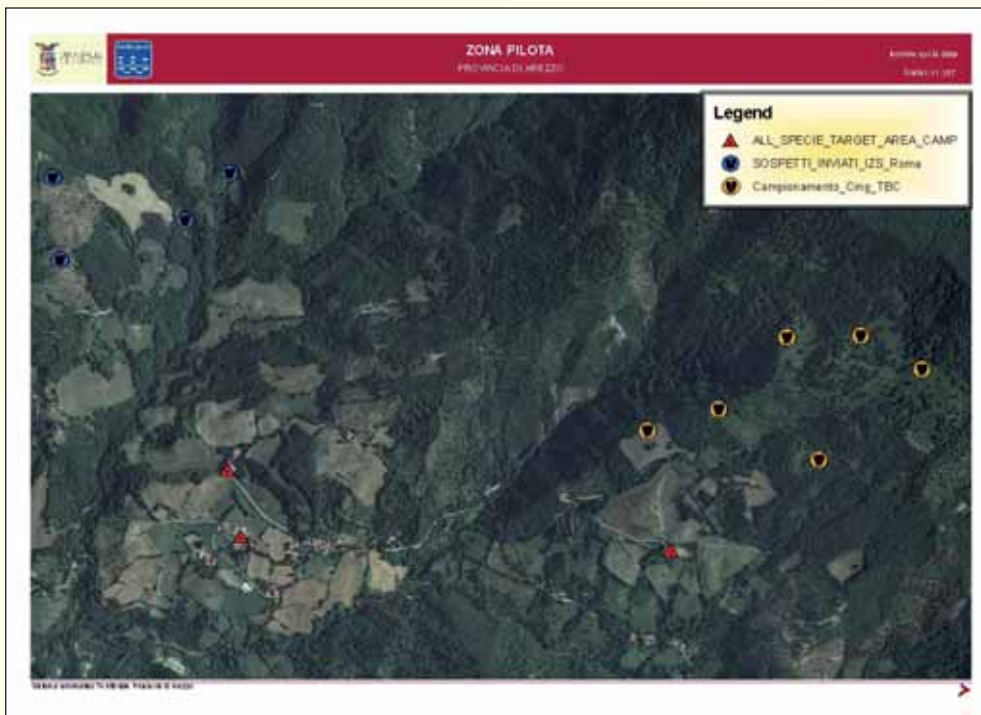 ZONA PILOTA
PROVINCIA DI AREZZO
Legend
ALL_SPECIE_TARGET_AREA_CAMP
SOSPETTI_INVIATI_IZS_Roma
Campionamento_Cing_TBC